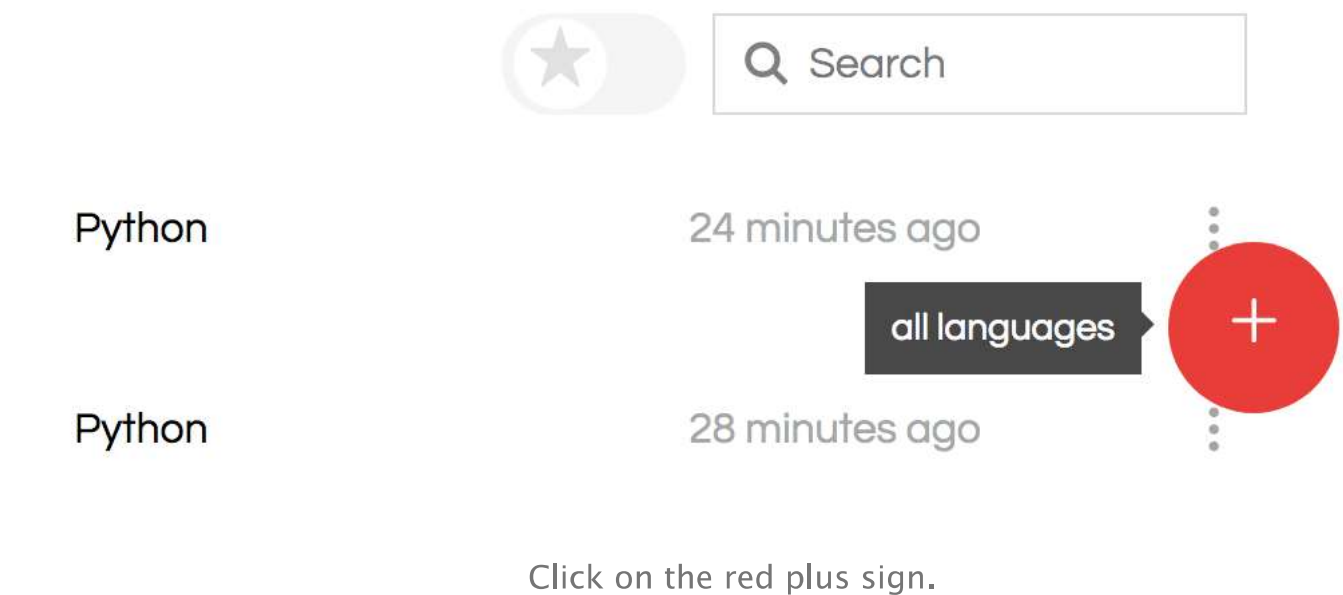 Search
Python 24 minutes ago
all languages
Python 28 minutes ago
Click on the red plus sign.